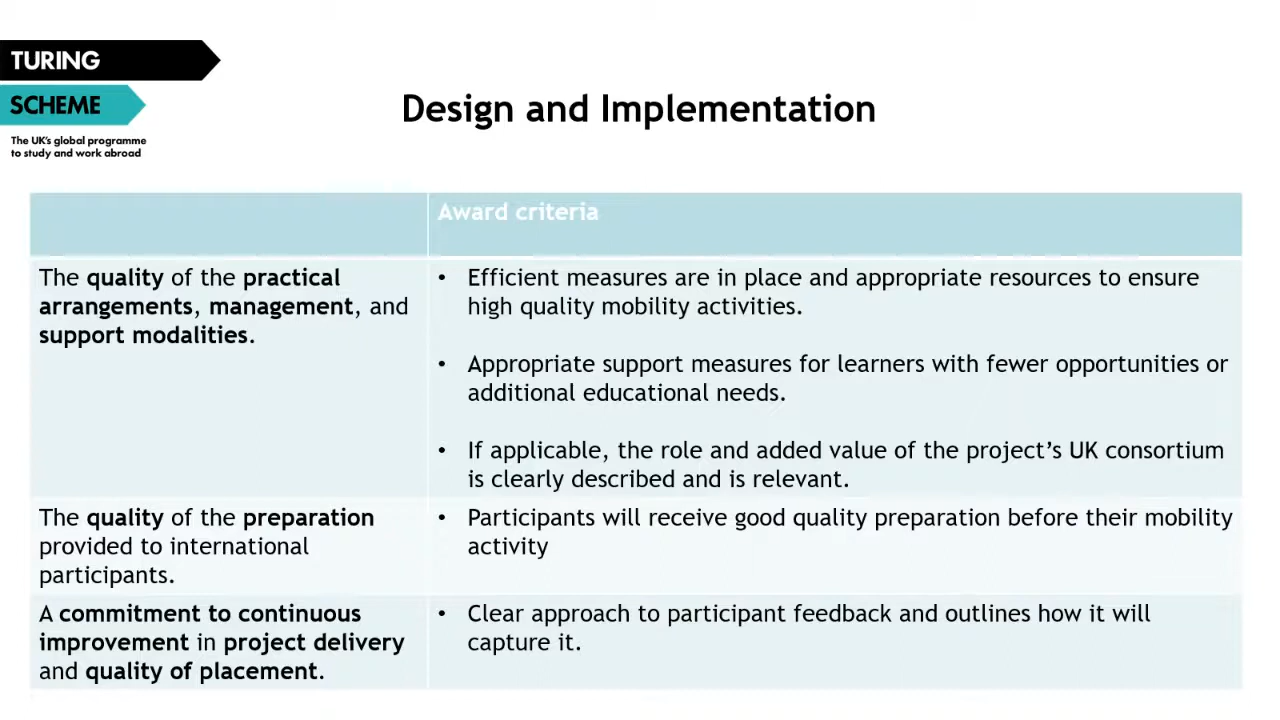 TURING
SCHEME
The UK's global programme
to study and work abroad
Design and Implementation
Award criteria
The quality of the practical
arrangements, management, and
support modalities.
• Efficient measures are in place and appropriate resources to ensure
high quality mobility activities.
• Appropriate support measures for learners with fewer opportunities or
additional educational needs.
• If applicable, the role and added value of the project’s UK consortium
is clearly described and is relevant.
The quality of the preparation
provided to international
participants.
• Participants will receive good quality preparation before their mobility
activity
A commitment to continuous
improvement in project delivery
and quality of placement.
• Clear approach to participant feedback and outlines how it will
capture it.